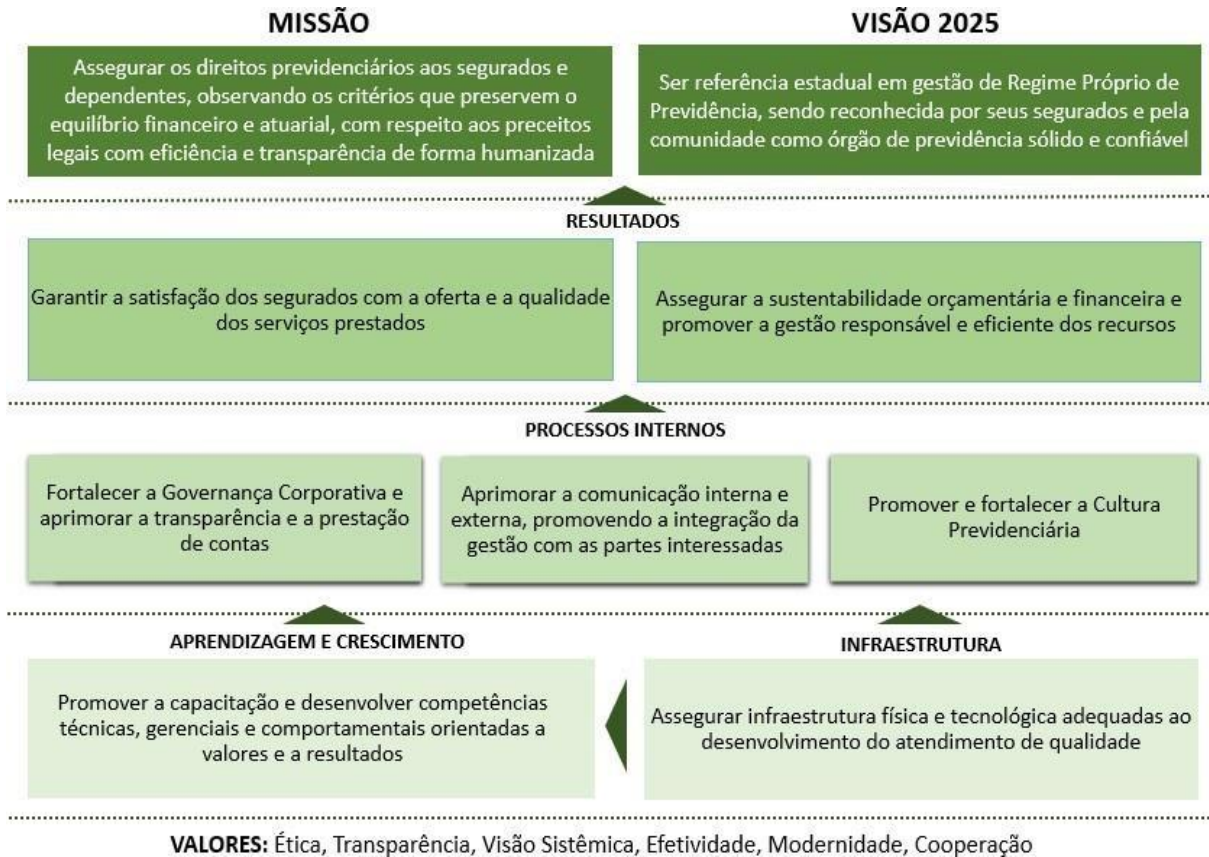 MISSÃO
Assegurar os direitos previdenciários aos segurados e
dependentes, observando os critérios que preservem o
equilíbrio financeiro e atuarial, com respeito aos preceitos
legais com eficiência e transparência de forma humanizada
VISÃO 2025
Ser referência estadual em gestão de Regime Próprio de
Previdência, sendo reconhecida por seus segurados e pela
comunidade como órgão de previdência sólido e confiável
RESULTADOS
Garantir a satisfação dos segurados com a oferta e a qualidade
dos serviços prestados
Assegurar a sustentabilidade orçamentária e financeira e
promover a gestão responsável e eficiente dos recursos
PROCESSOS INTERNOS
Fortalecer a Governança Corporativa e
aprimorar a transparência e a prestação
de contas
Aprimorar a comunicação interna e
externa, promovendo a integração da
gestão com as partes interessadas
Promover e fortalecer a Cultura
Previdenciária
APRENDIZAGEM E CRESCIMENTO
Promover a capacitação e desenvolver competências
técnicas, gerenciais e comportamentais orientadas a
valores e a resultados
INFRAESTRUTURA
Assegurar infraestrutura física e tecnológica adequadas ao
desenvolvimento do atendimento de qualidade
VALORES: Ética, Transparência, Visão Sistêmica, Efetividade, Modernidade, Cooperação